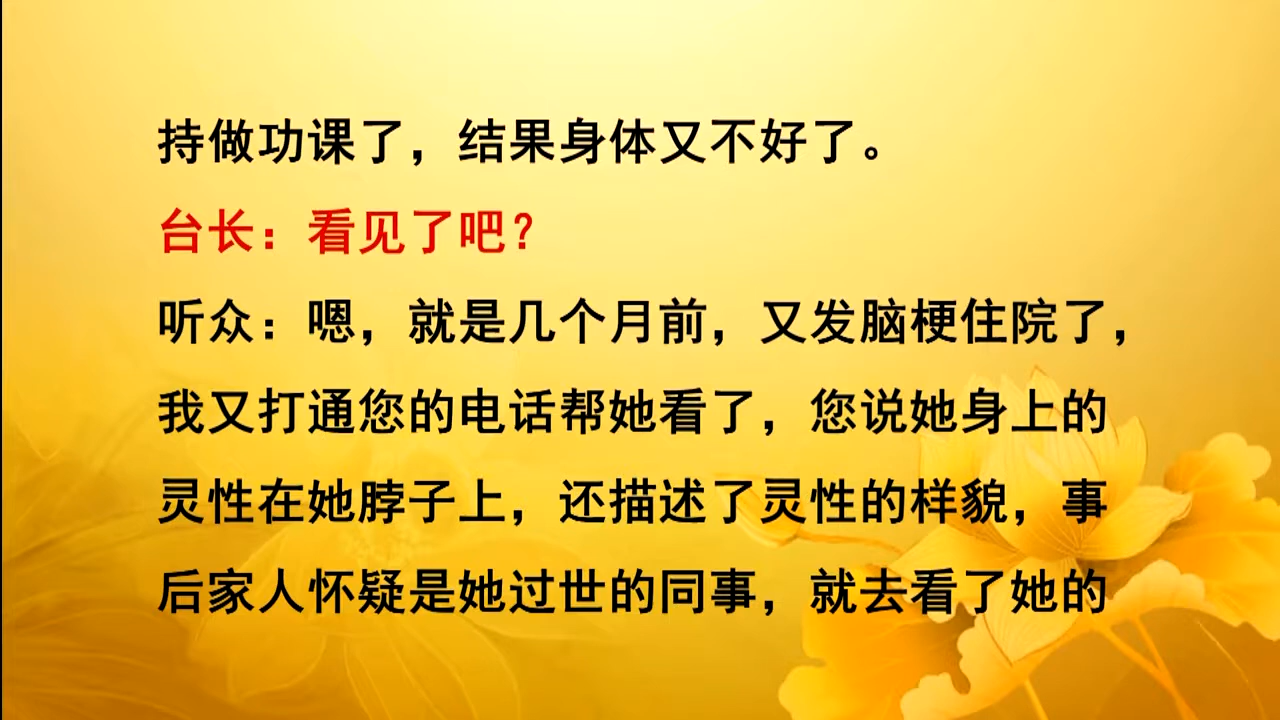 持做功课了，结果身体又不好了。
台长：看见了吧？
听众：嗯，就是几个月前，又发脑梗住院了，
我又打通您的电话帮她看了，您说她身上的
灵性在她脖子上，还描述了灵性的样貌，事
后家人怀疑是她过世的同事，就去看了她的